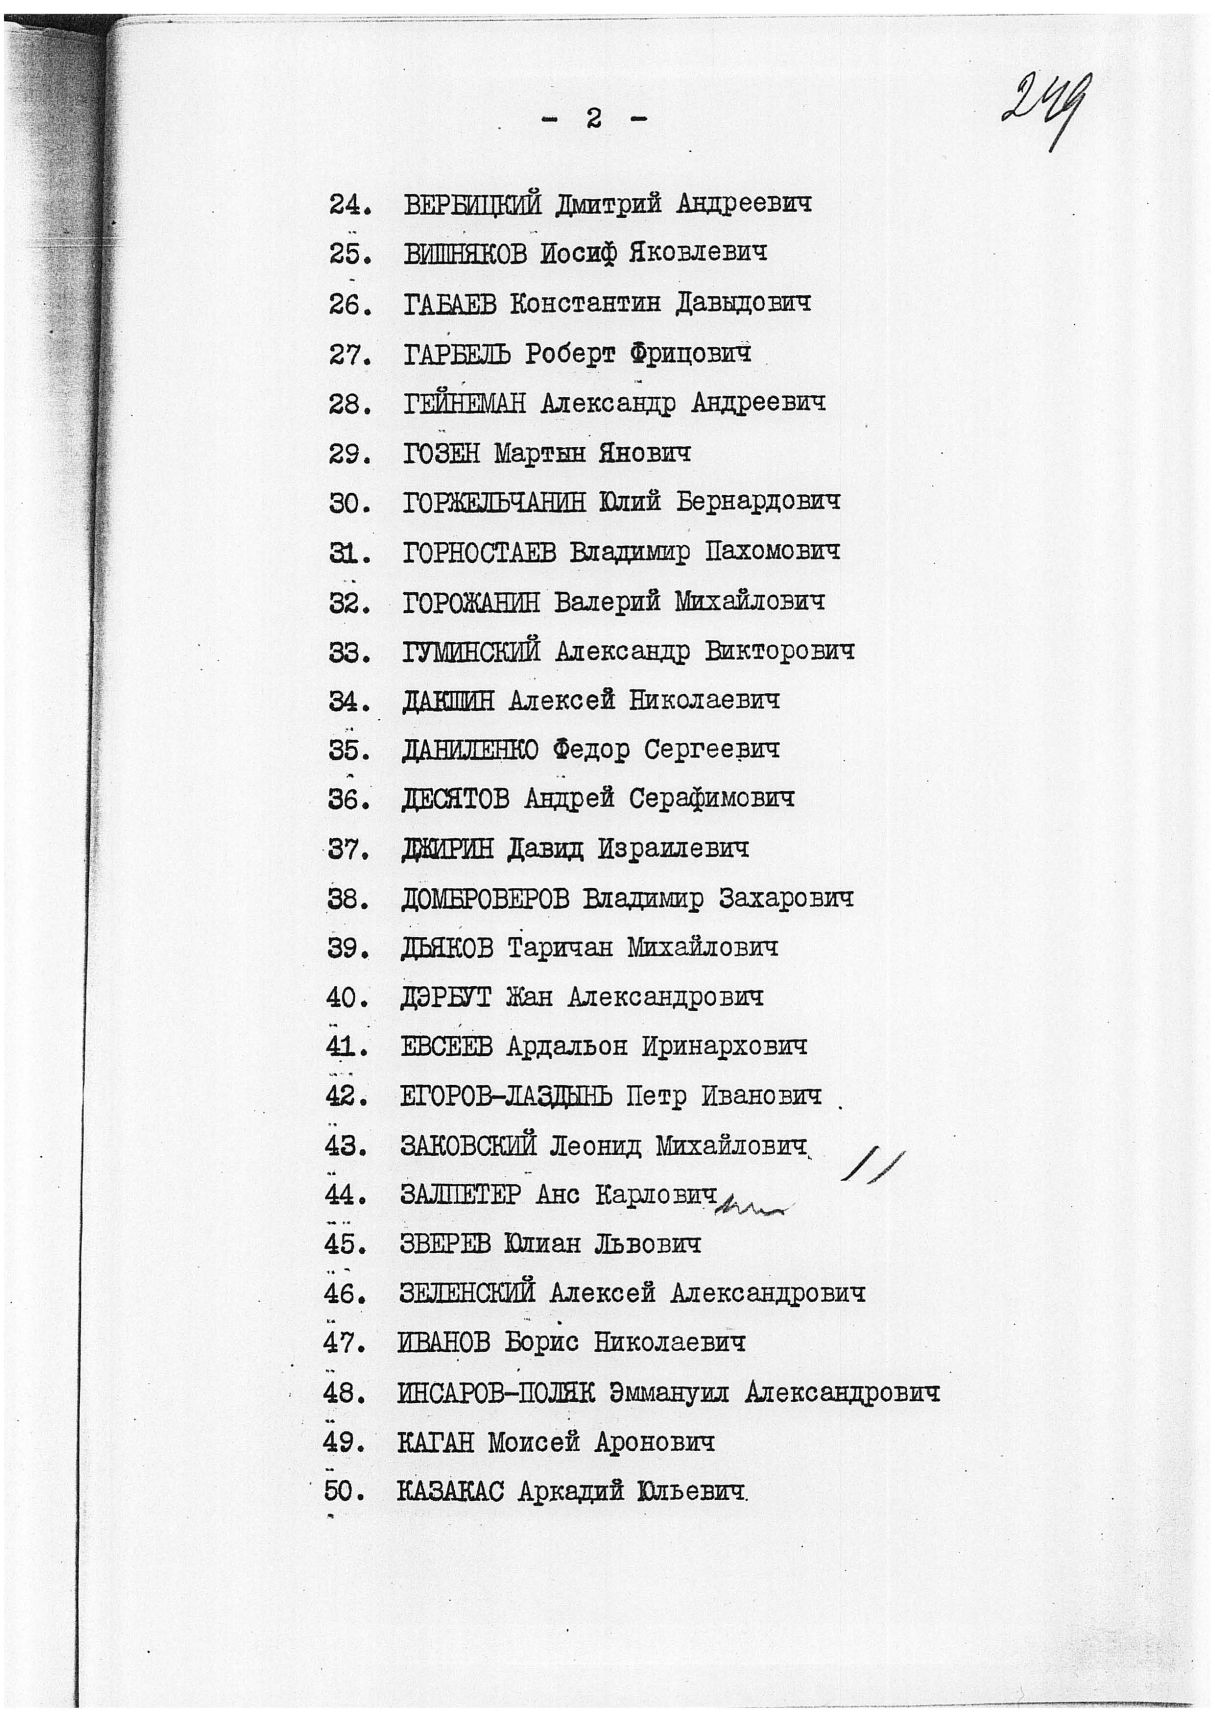 249
- 2 -
24. ВЕРБИЦКИЙ Дмитрий Андреевич
25. ВИШНЯКОВ Иосиф Яковлевич
26. ГАБАЕВ Константин Давыдович
27. ГАРБЕЛЬ Роберт Фрицович
28. ГЕЙНЕМАН Александр Андреевич
29. ГОЗЕН Мартын Янович
30. ГОРЖЕЛЬЧАНИН Юлий Бернардович
31. ГОРНОСТАЕВ Владимир Пахомович
32. ГОРОЖАНИН Валерий Михайлович
33. ГУМИНСКИЙ Александр Викторович
34. ДАКШИН Алексей Николаевич
35. ДАНИЛЕНКО Федор Сергеевич
36. ДЕСЯТОВ Андрей Серафимович
37. ДЖИРИН Давид Израилевич
38. ДОМБРОВЕРОВ Владимир Захарович
39. ДЬЯКОВ Таричан Михайлович
40. ДЭРБУТ Жан Александрович
41. ЕВСЕЕВ Ардальон Иринархович
42. ЕГОРОВ-ЛАЗДЫНЬ Петр Иванович
43. ЗАКОВСКИЙ Леонид Михайлович
44. ЗАЛПЕТЕР Анс Карлович
45. ЗВЕРЕВ Юлиан Львович
46. ЗЕЛЕНСКИЙ Алексей Александрович
47. ИВАНОВ Борис Николаевич
48. ИНСАРОВ-ПОЛЯК Эммануил Александрович
49. КАГАН Моисей Аронович
50. КАЗАКАС Аркадий Юльевич.